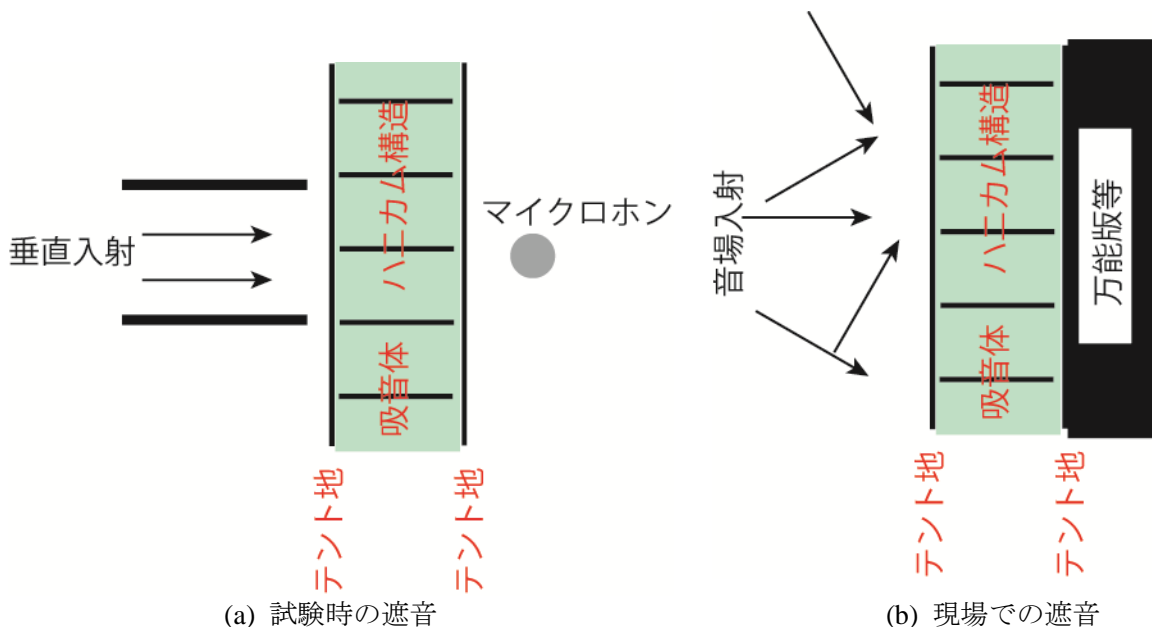 垂直入射
吸音体
ハニカム構造
マイクロホン
テント地
テント地
(a) 試験時の遮音
音場入射
吸音体
ハニカム構造
万能版等
テント地
テント地
(b) 現場での遮音